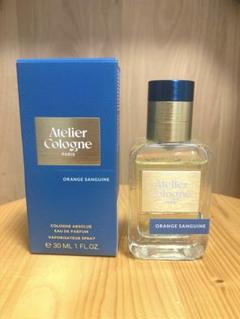 Atelier
Cologne
PARIS
ORANGE SANGUINE
COLOGNE ABSOLUE
EAU DE PARFUM
VAPORISATEUR SPRAY
℮ 30 ML 1. FL.OZ.
Atelier
Cologne
ORANGE SANGUINE